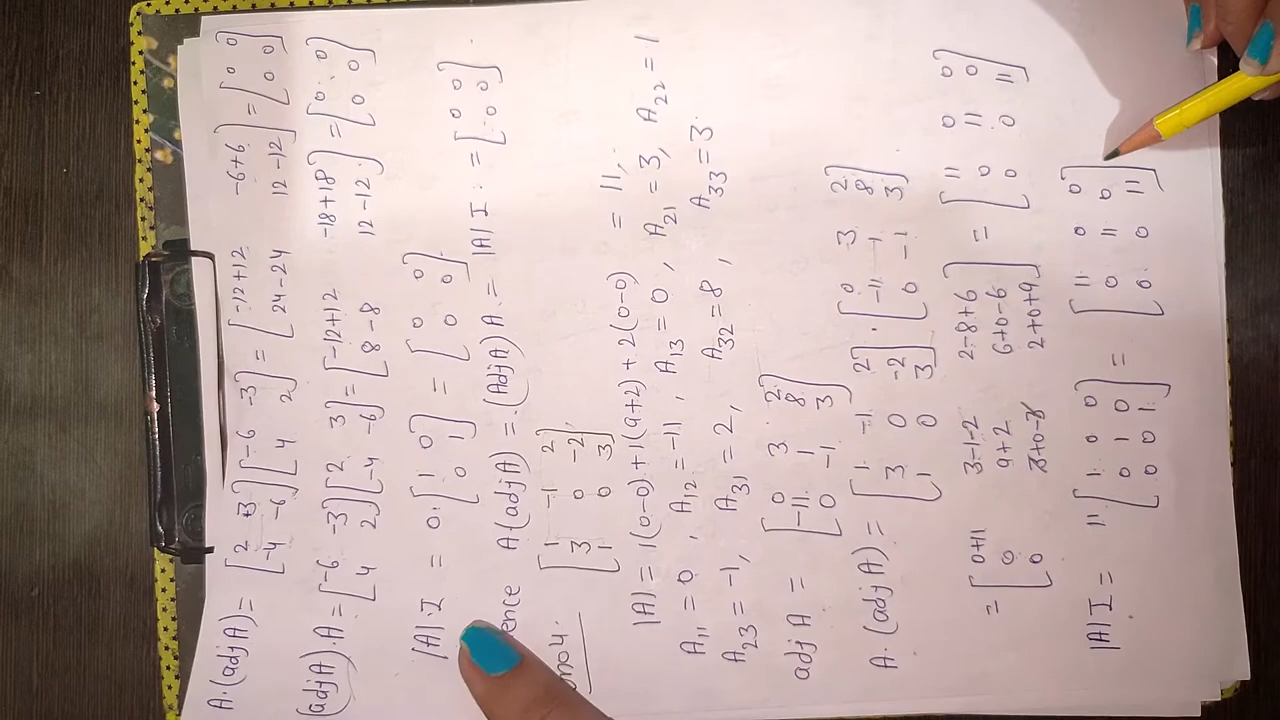 A.(adjA) = [2 +3 -4 -6] [-6 -3 4 2] = [-12+12 -6+6 24-24 12-12] = [0 0 0 0]
(adjA).A = [-6 -3 4 2] [2 3 -4 -6] = [-12+12 -18+18 8-8 12-12] = [0 0 0 0]
|A|.I = 0. [1 0 0 1] = [0 0 0 0]
ence A.(adjA) = (AdjA)A = |A|I = [0 0 0 0]
no4. [1 -1 2
3 0 -2
1 0 3]
|A| = 1(0-0)+1(9+2)+2(0-0) = 11,
A11 = 0, A12 = -11, A13 = 0, A21 = 3, A22 = 1
A23 = -1, A31 = 2, A32 = 8, A33 = 3.
adj A = [0 3 2
-11 1 8
0 -1 3]
A.(adjA) = [1 -1 2 3 0 -2 1 0 3] . [0 3 2 -11 1 8 0 -1 3]
= [0+11 3-1-2 2-8+6
0 9+2 6+0-6
0 3+0-3 2+0+9] = [11 0 0 0 11 0 0 0 11]
|A|I = 11 [1 0 0 0 1 0 0 0 1] = [11 0 0 0 11 0 0 0 11]